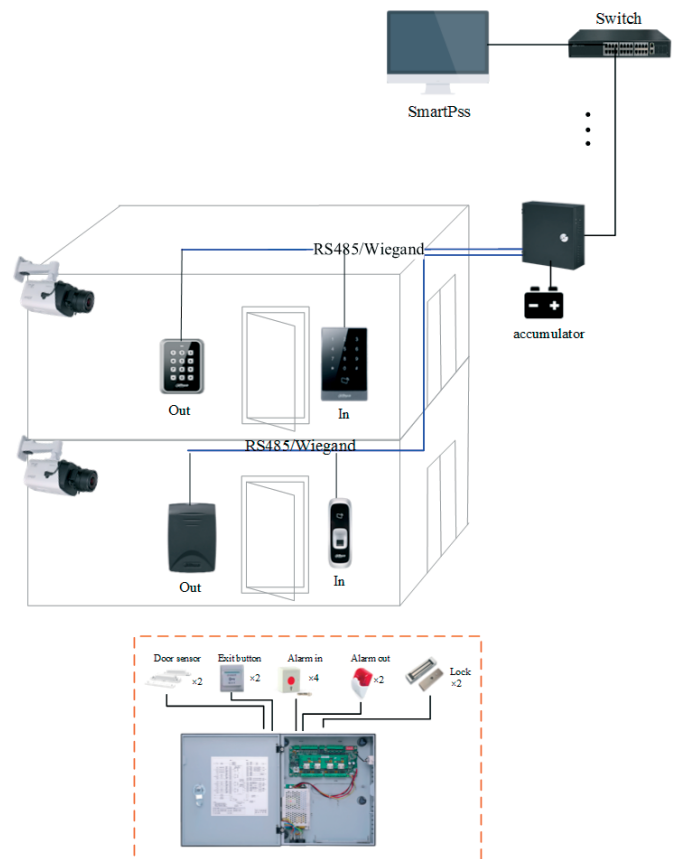 Switch
SmartPss
RS485/Wiegand
accumulator
Out
In
RS485/Wiegand
Out
In
Door sensor
×2
Exit button
×2
Alarm in
×4
Alarm out
×2
Lock
×2